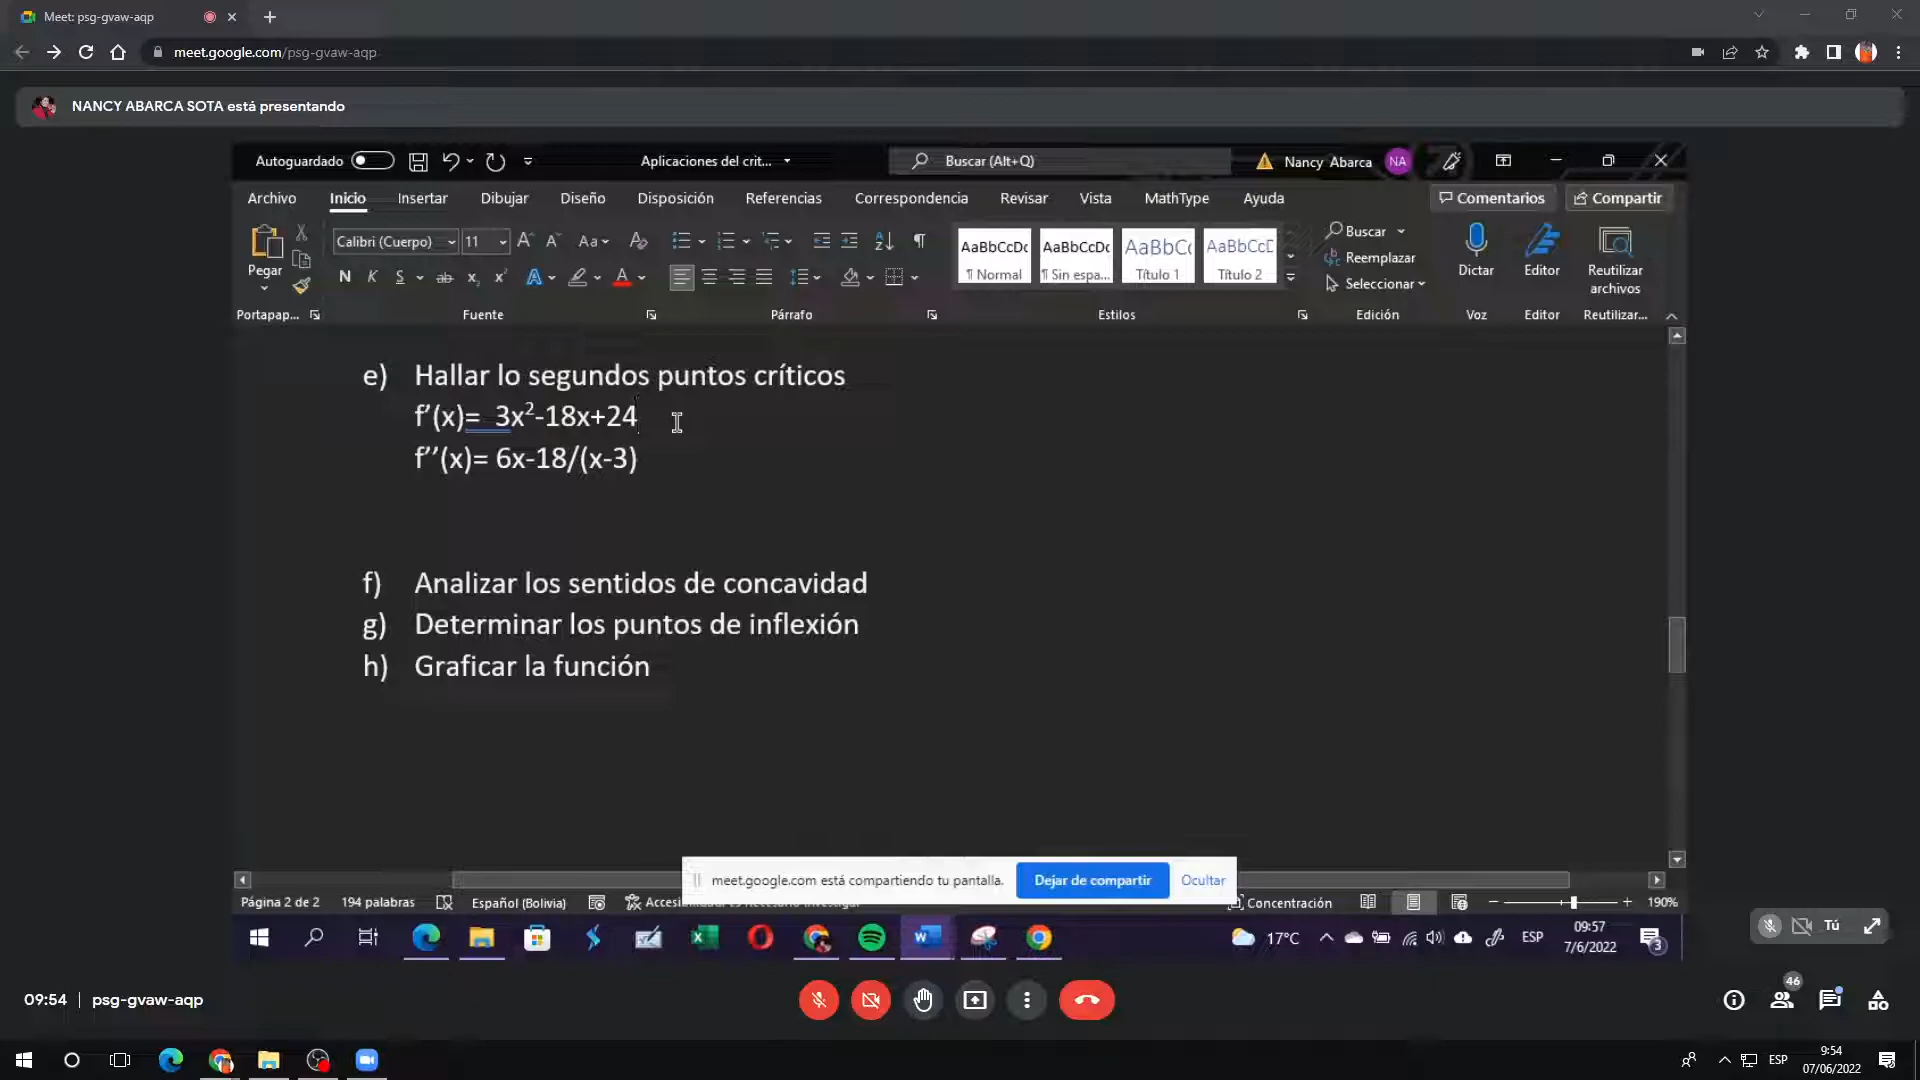 Meet: psg-gvaw-aqp
meet.google.com/psg-gvaw-aqp
NANCY ABARCA SOTA está presentando
Autoguardado
Aplicaciones del crit...
Buscar (Alt+Q)
Nancy Abarca
NA
Archivo Inicio Insertar Dibujar Diseño Disposición Referencias Correspondencia Revisar Vista MathType Ayuda
Comentarios
Compartir
Pegar
Calibri (Cuerpo) 11
N K S ab x₂ x²
AaBbCcDc AaBbCcDc AaBbC AaBbCcD
¶ Normal ¶ Sin espa... Título 1 Título 2
Buscar
Reemplazar
Seleccionar
Dictar
Editor
Reutilizar archivos
Portapap... Fuente Párrafo Estilos Edición Voz Editor Reutilizar...
e) Hallar lo segundos puntos críticos
f’(x)= 3x²-18x+24
f’’(x)= 6x-18/(x-3)
f) Analizar los sentidos de concavidad
g) Determinar los puntos de inflexión
h) Graficar la función
meet.google.com está compartiendo tu pantalla.
Dejar de compartir
Ocultar
Página 2 de 2 194 palabras Español (Bolivia)
Concentración
190%
17°C
ESP
09:57
7/6/2022
3
Tú
09:54 | psg-gvaw-aqp
46
ESP
9:54
07/06/2022